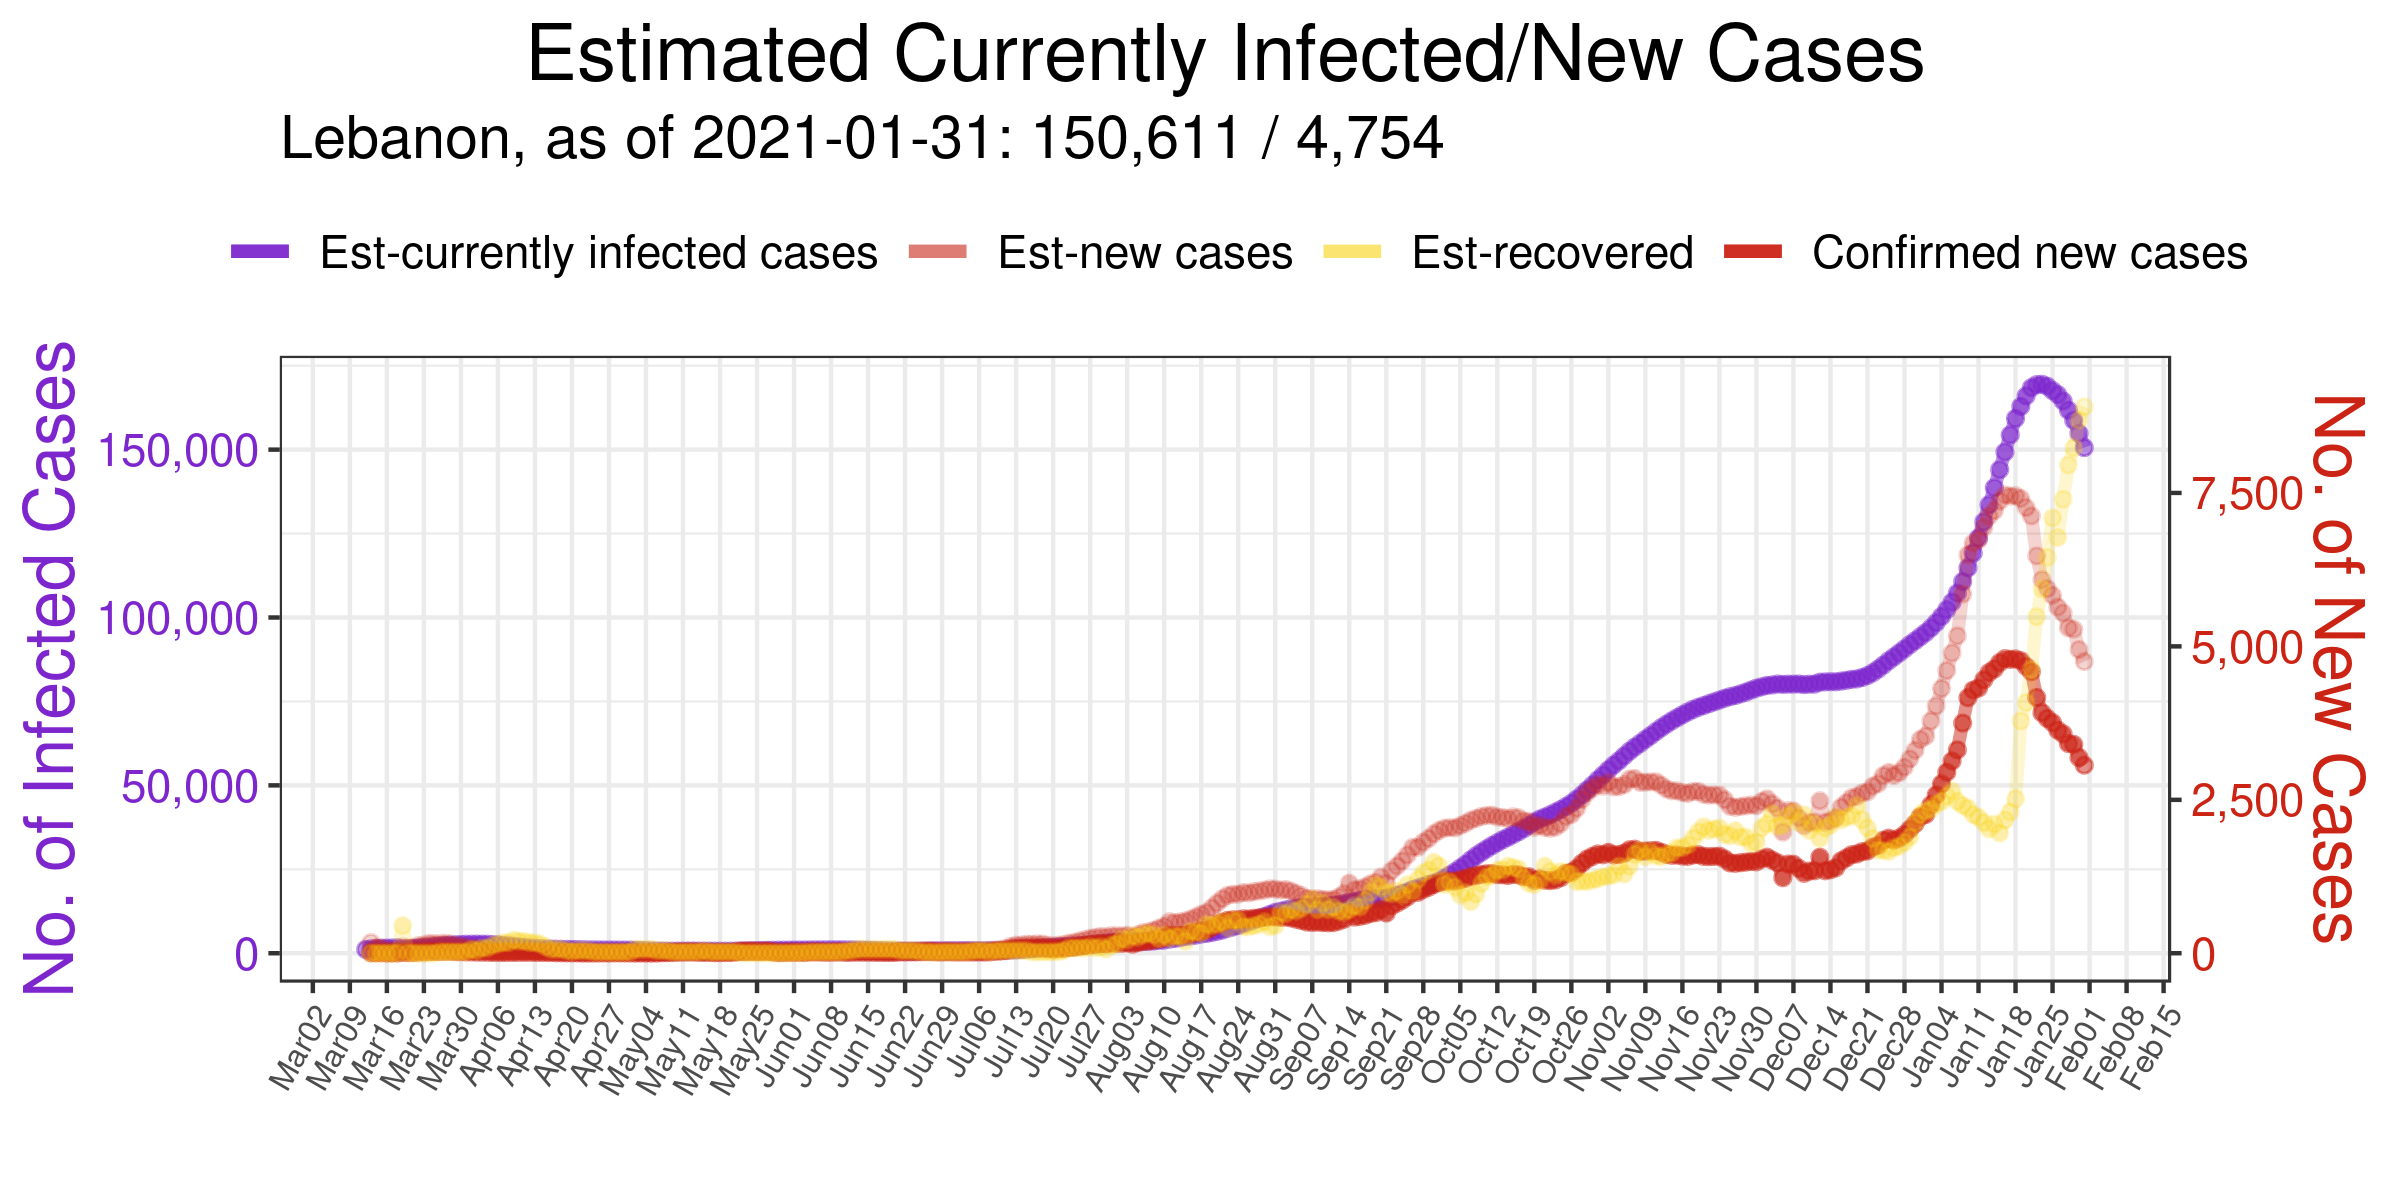 Estimated Currently Infected/New Cases
Lebanon, as of 2021-01-31: 150,611 / 4,754
Est-currently infected cases
Est-new cases
Est-recovered
Confirmed new cases
No. of Infected Cases
150,000
100,000
50,000
0
7,500
5,000
2,500
0
No. of New Cases
Mar02
Mar09
Mar16
Mar23
Mar30
Apr06
Apr13
Apr20
Apr27
May04
May11
May18
May25
Jun01
Jun08
Jun15
Jun22
Jun29
Jul06
Jul13
Jul20
Jul27
Aug03
Aug10
Aug17
Aug24
Aug31
Sep07
Sep14
Sep21
Sep28
Oct05
Oct12
Oct19
Oct26
Nov02
Nov09
Nov16
Nov23
Nov30
Dec07
Dec14
Dec21
Dec28
Jan04
Jan11
Jan18
Jan25
Feb01
Feb08
Feb15